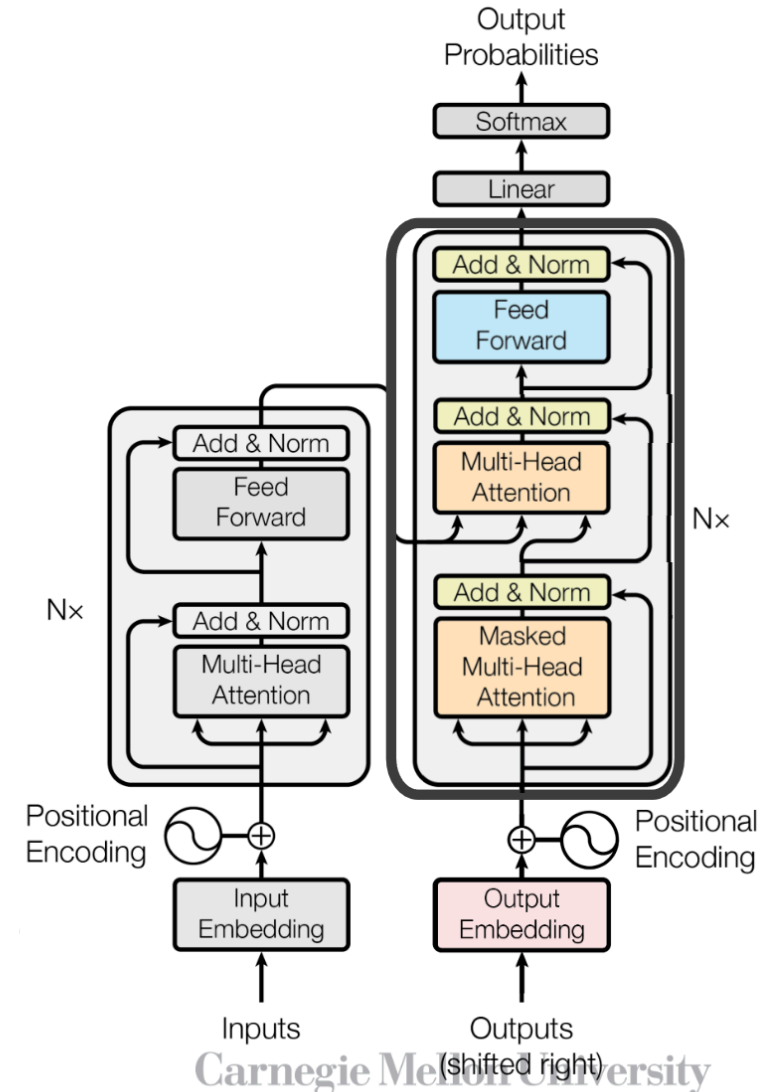 Output
Probabilities
Softmax
Linear
Add & Norm
Feed
Forward
Add & Norm
Multi-Head
Attention
Add & Norm
Masked
Multi-Head
Attention
Nx
Positional
Encoding
Output
Embedding
Outputs
(shifted right)
Add & Norm
Feed
Forward
Add & Norm
Multi-Head
Attention
Nx
Positional
Encoding
Input
Embedding
Inputs
Carnegie Mellon University